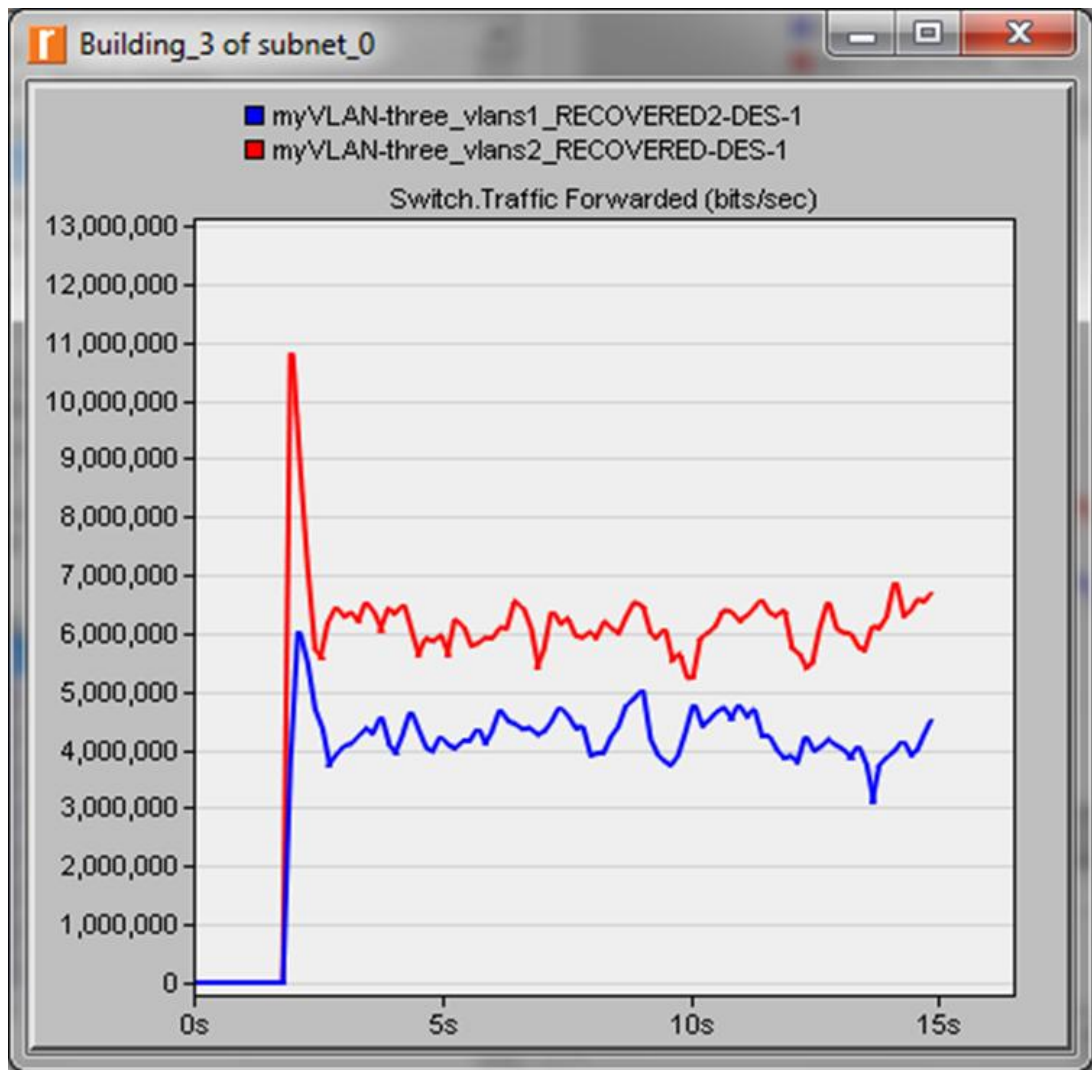 Building_3 of subnet_0
myVLAN-three_vlans1_RECOVERED2-DES-1
myVLAN-three_vlans2_RECOVERED-DES-1
Switch.Traffic Forwarded (bits/sec)
13,000,000
12,000,000
11,000,000
10,000,000
9,000,000
8,000,000
7,000,000
6,000,000
5,000,000
4,000,000
3,000,000
2,000,000
1,000,000
0
0s 5s 10s 15s